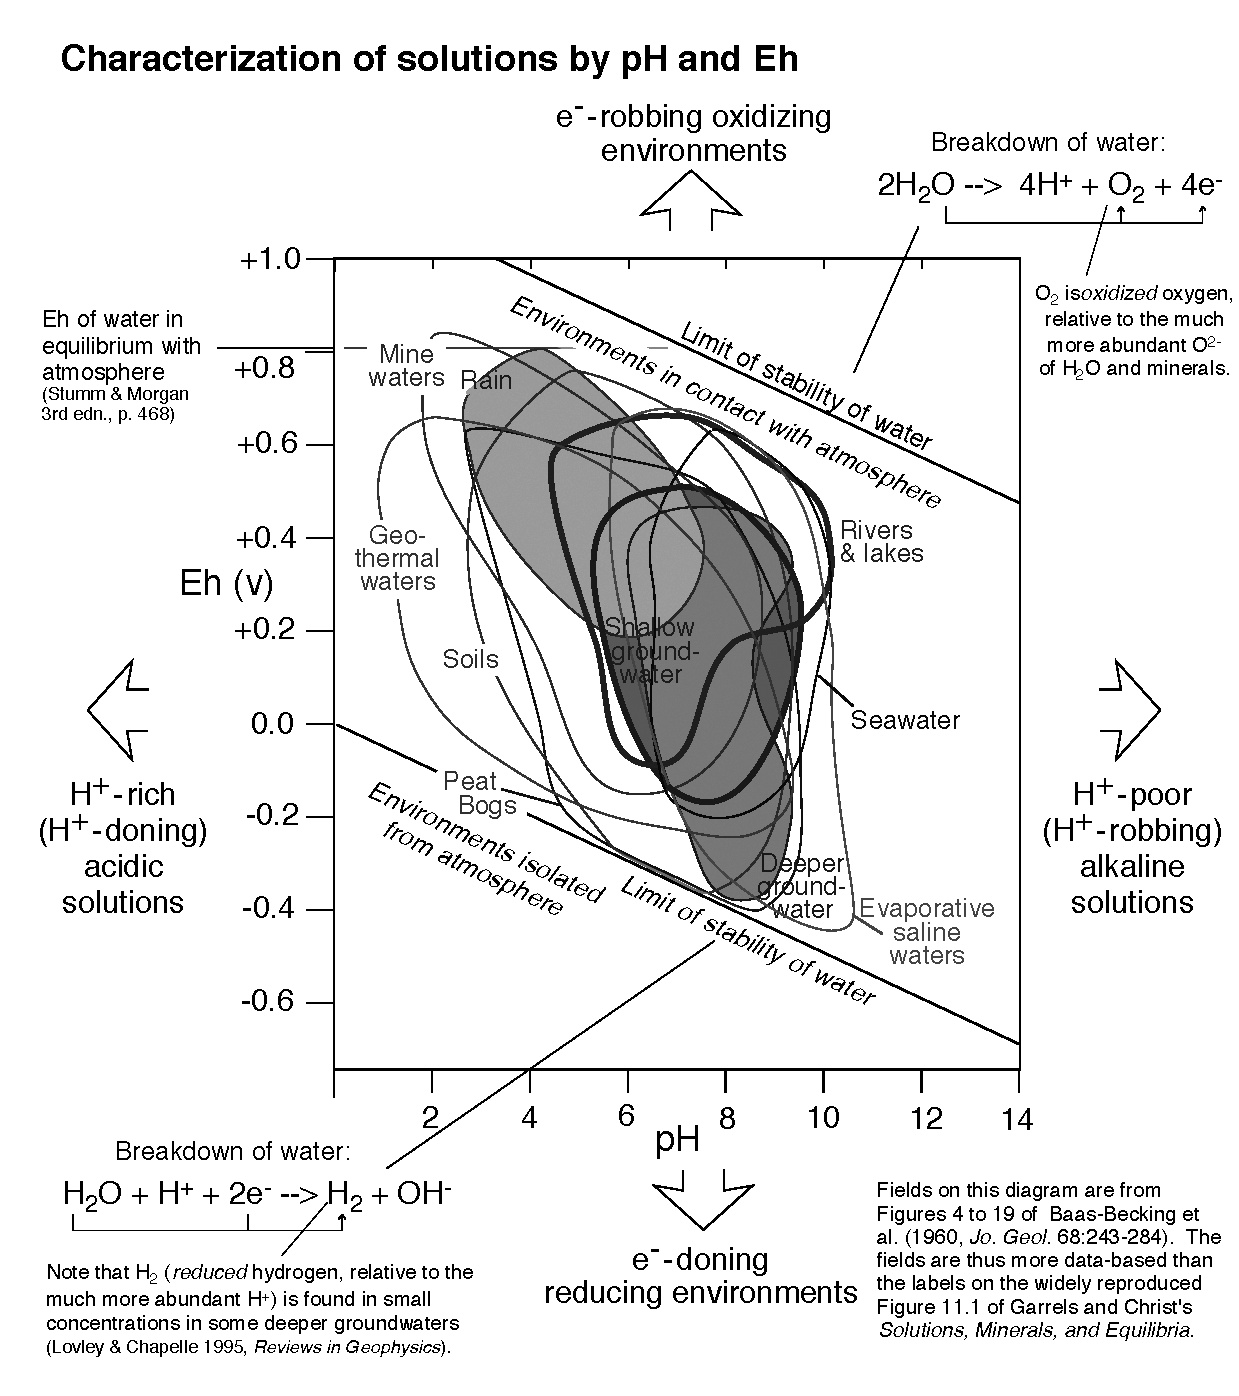 Characterization of solutions by pH and Eh
e⁻-robbing oxidizing
environments
Breakdown of water:
2H₂O --> 4H⁺ + O₂ + 4e⁻
O₂ is oxidized oxygen,
relative to the much
more abundant O²⁻
of H₂O and minerals.
Eh of water in
equilibrium with
atmosphere
(Stumm & Morgan
3rd edn., p. 468)
+1.0
+0.8
+0.6
+0.4
Eh (v)
+0.2
0.0
-0.2
-0.4
-0.6
Limit of stability of water
Environments in contact with atmosphere
Mine
waters
Rain
Geo-
thermal
waters
Rivers
& lakes
Shallow
ground-
water
Soils
Seawater
Peat
Bogs
Environments isolated
from atmosphere
Limit of stability of water
Deeper
ground-
water
Evaporative
saline
waters
H⁺-rich
(H⁺-doning)
acidic
solutions
H⁺-poor
(H⁺-robbing)
alkaline
solutions
2 4 6 8 10 12 14
pH
e⁻-doning
reducing environments
Breakdown of water:
H₂O + H⁺ + 2e⁻ --> H₂ + OH⁻
Note that H₂ (reduced hydrogen, relative to the
much more abundant H⁺) is found in small
concentrations in some deeper groundwaters
(Lovley & Chapelle 1995, Reviews in Geophysics).
Fields on this diagram are from
Figures 4 to 19 of Baas-Becking et
al. (1960, Jo. Geol. 68:243-284). The
fields are thus more data-based than
the labels on the widely reproduced
Figure 11.1 of Garrels and Christ's
Solutions, Minerals, and Equilibria.